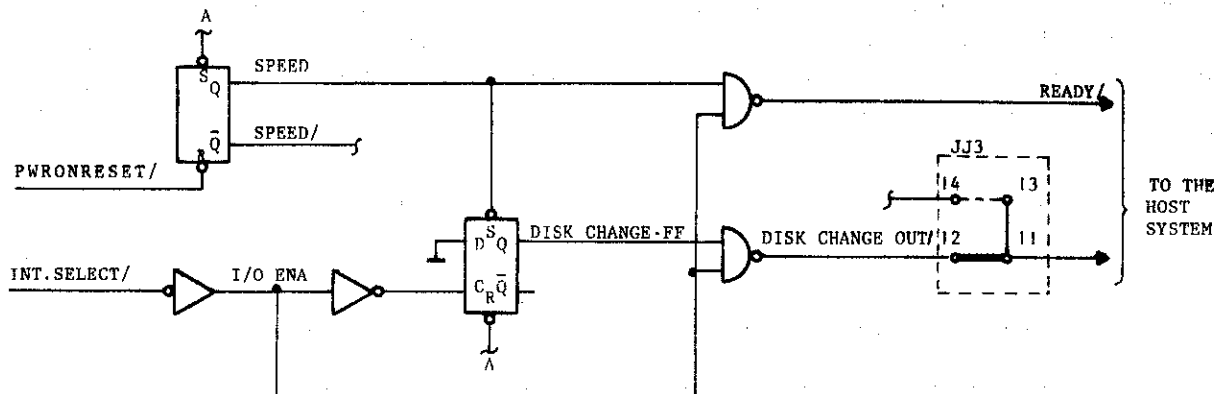 A
S
Q
SPEED
READY/
Q̄
SPEED/
R
PWRONRESET/
JJ3
14 13
TO THE
HOST
SYSTEM
S
D Q
DISK CHANGE-FF
DISK CHANGE OUT/
12 11
INT.SELECT/
I/O ENA
C R Q̄
A